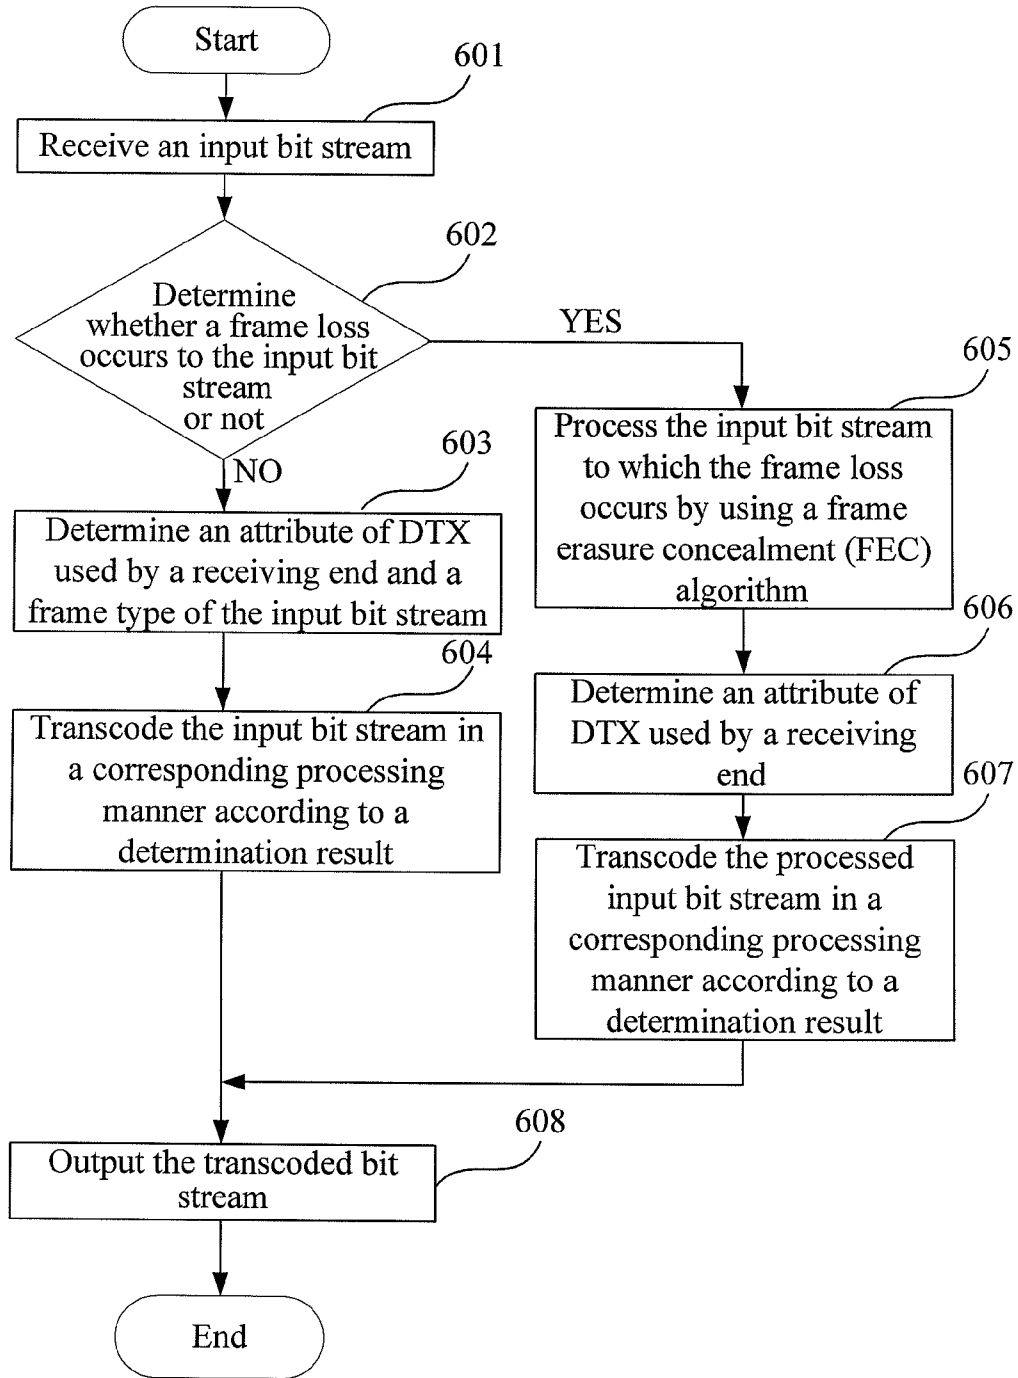 Start
601
Receive an input bit stream
602
Determine
whether a frame loss
occurs to the input bit
stream
or not
YES
NO
603
Determine an attribute of DTX
used by a receiving end and a
frame type of the input bit stream
604
Transcode the input bit stream in
a corresponding processing
manner according to a
determination result
605
Process the input bit stream
to which the frame loss
occurs by using a frame
erasure concealment (FEC)
algorithm
606
Determine an attribute of
DTX used by a receiving
end
607
Transcode the processed
input bit stream in a
corresponding processing
manner according to a
determination result
608
Output the transcoded bit
stream
End